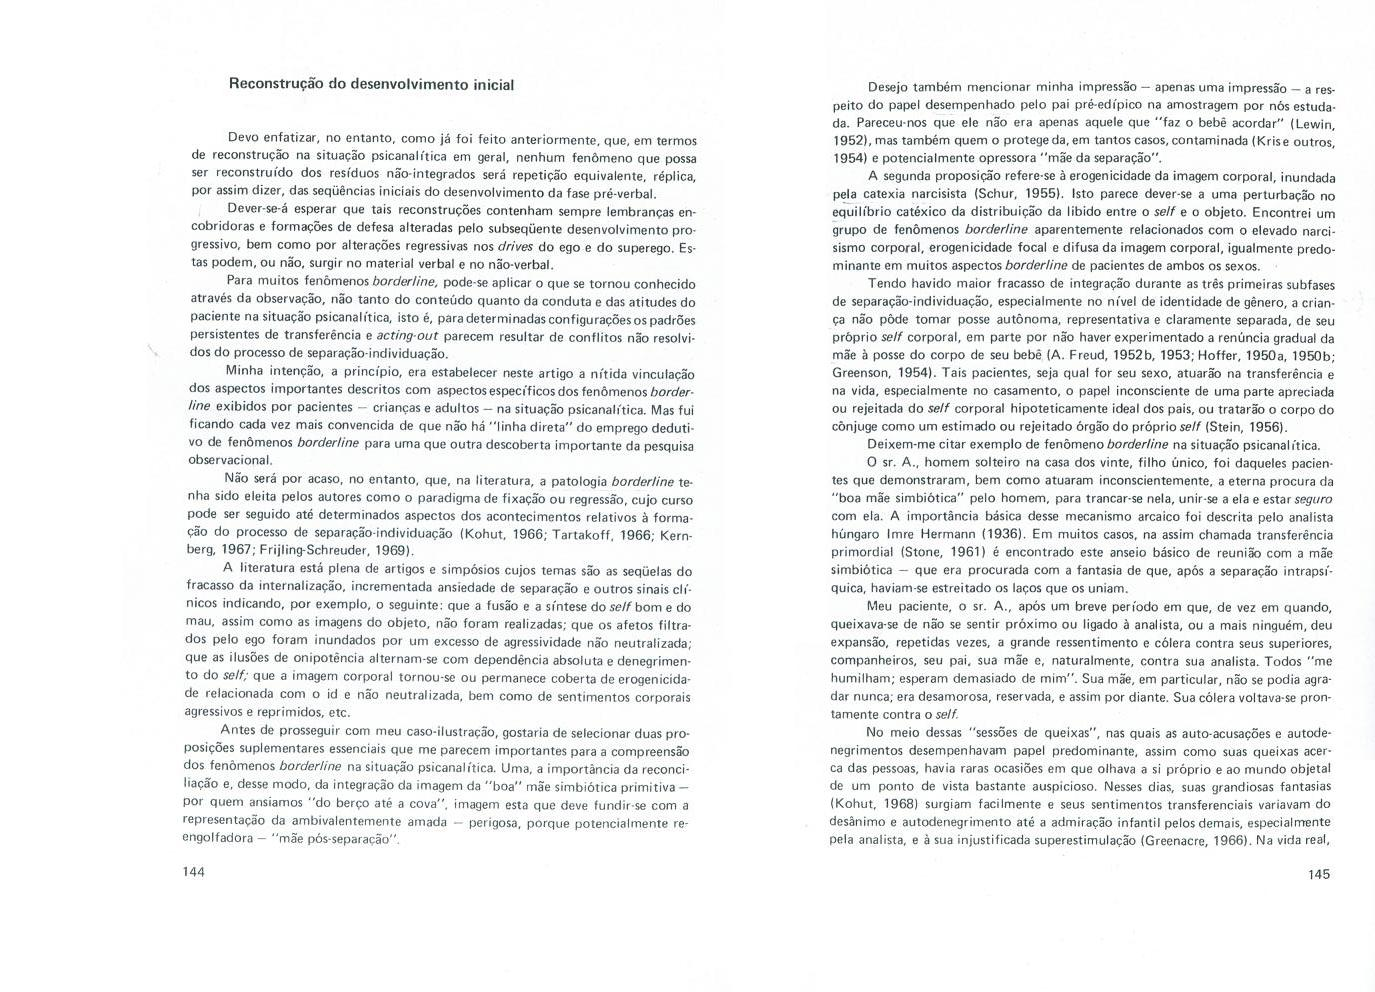 Reconstrução do desenvolvimento inicial
Devo enfatizar, no entanto, como já foi feito anteriormente, que, em termos
de reconstrução na situação psicanalítica em geral, nenhum fenômeno que possa
ser reconstruído dos resíduos não-integrados será repetição equivalente, réplica,
por assim dizer, das seqüências iniciais do desenvolvimento da fase pré-verbal.
Dever-se-á esperar que tais reconstruções contenham sempre lembranças en-
cobridoras e formações de defesa alteradas pelo subseqüente desenvolvimento pro-
gressivo, bem como por alterações regressivas nos drives do ego e do superego. Es-
tas podem, ou não, surgir no material verbal e no não-verbal.
Para muitos fenômenos borderline, pode-se aplicar o que se tornou conhecido
através da observação, não tanto do conteúdo quanto da conduta e das atitudes do
paciente na situação psicanalítica, isto é, para determinadas configurações os padrões
persistentes de transferência e acting-out parecem resultar de conflitos não resolvi-
dos do processo de separação-individuação.
Minha intenção, a princípio, era estabelecer neste artigo a nítida vinculação
dos aspectos importantes descritos com aspectos específicos dos fenômenos border-
line exibidos por pacientes — crianças e adultos — na situação psicanalítica. Mas fui
ficando cada vez mais convencida de que não há "linha direta" do emprego deduti-
vo de fenômenos borderline para uma que outra descoberta importante da pesquisa
observacional.
Não será por acaso, no entanto, que, na literatura, a patologia borderline te-
nha sido eleita pelos autores como o paradigma de fixação ou regressão, cujo curso
pode ser seguido até determinados aspectos dos acontecimentos relativos à forma-
ção do processo de separação-individuação (Kohut, 1966; Tartakoff, 1966; Kern-
berg, 1967; Frijling-Schreuder, 1969).
A literatura está plena de artigos e simpósios cujos temas são as seqüelas do
fracasso da internalização, incrementada ansiedade de separação e outros sinais clí-
nicos indicando, por exemplo, o seguinte: que a fusão e a síntese do self bom e do
mau, assim como as imagens do objeto, não foram realizadas; que os afetos filtra-
dos pelo ego foram inundados por um excesso de agressividade não neutralizada;
que as ilusões de onipotência alternam-se com dependência absoluta e denegrimen-
to do self; que a imagem corporal tornou-se ou permanece coberta de erogenicida-
de relacionada com o id e não neutralizada, bem como de sentimentos corporais
agressivos e reprimidos, etc.
Antes de prosseguir com meu caso-ilustração, gostaria de selecionar duas pro-
posições suplementares essenciais que me parecem importantes para a compreensão
dos fenômenos borderline na situação psicanalítica. Uma, a importância da reconci-
liação e, desse modo, da integração da imagem da "boa" mãe simbiótica primitiva —
por quem ansiamos "do berço até a cova", imagem esta que deve fundir-se com a
representação da ambivalentemente amada — perigosa, porque potencialmente re-
engolfadora — "mãe pós-separação".
144
Desejo também mencionar minha impressão — apenas uma impressão — a res-
peito do papel desempenhado pelo pai pré-edípico na amostragem por nós estuda-
da. Pareceu-nos que ele não era apenas aquele que "faz o bebê acordar" (Lewin,
1952), mas também quem o protege da, em tantos casos, contaminada (Kris e outros,
1954) e potencialmente opressora "mãe da separação".
A segunda proposição refere-se à erogenicidade da imagem corporal, inundada
pela catexia narcisista (Schur, 1955). Isto parece dever-se a uma perturbação no
equilíbrio catéxico da distribuição da libido entre o self e o objeto. Encontrei um
grupo de fenômenos borderline aparentemente relacionados com o elevado narci-
sismo corporal, erogenicidade focal e difusa da imagem corporal, igualmente predo-
minante em muitos aspectos borderline de pacientes de ambos os sexos.
Tendo havido maior fracasso de integração durante as três primeiras subfases
de separação-individuação, especialmente no nível de identidade de gênero, a crian-
ça não pôde tomar posse autônoma, representativa e claramente separada, de seu
próprio self corporal, em parte por não haver experimentado a renúncia gradual da
mãe à posse do corpo de seu bebê (A. Freud, 1952b, 1953; Hoffer, 1950a, 1950b;
Greenson, 1954). Tais pacientes, seja qual for seu sexo, atuarão na transferência e
na vida, especialmente no casamento, o papel inconsciente de uma parte apreciada
ou rejeitada do self corporal hipoteticamente ideal dos pais, ou tratarão o corpo do
cônjuge como um estimado ou rejeitado órgão do próprio self (Stein, 1956).
Deixem-me citar exemplo de fenômeno borderline na situação psicanalítica.
O sr. A., homem solteiro na casa dos vinte, filho único, foi daqueles pacien-
tes que demonstraram, bem como atuaram inconscientemente, a eterna procura da
"boa mãe simbiótica" pelo homem, para trancar-se nela, unir-se a ela e estar seguro
com ela. A importância básica desse mecanismo arcaico foi descrita pelo analista
húngaro Imre Hermann (1936). Em muitos casos, na assim chamada transferência
primordial (Stone, 1961) é encontrado este anseio básico de reunião com a mãe
simbiótica — que era procurada com a fantasia de que, após a separação intrapsí-
quica, haviam-se estreitado os laços que os uniam.
Meu paciente, o sr. A., após um breve período em que, de vez em quando,
queixava-se de não se sentir próximo ou ligado à analista, ou a mais ninguém, deu
expansão, repetidas vezes, a grande ressentimento e cólera contra seus superiores,
companheiros, seu pai, sua mãe e, naturalmente, contra sua analista. Todos "me
humilham; esperam demasiado de mim". Sua mãe, em particular, não se podia agra-
dar nunca; era desamorosa, reservada, e assim por diante. Sua cólera voltava-se pron-
tamente contra o self.
No meio dessas "sessões de queixas", nas quais as auto-acusações e autode-
negrimentos desempenhavam papel predominante, assim como suas queixas acer-
ca das pessoas, havia raras ocasiões em que olhava a si próprio e ao mundo objetal
de um ponto de vista bastante auspicioso. Nesses dias, suas grandiosas fantasias
(Kohut, 1968) surgiam facilmente e seus sentimentos transferenciais variavam do
desânimo e autodenegrimento até a admiração infantil pelos demais, especialmente
pela analista, e à sua injustificada superestimulação (Greenacre, 1966). Na vida real,
145